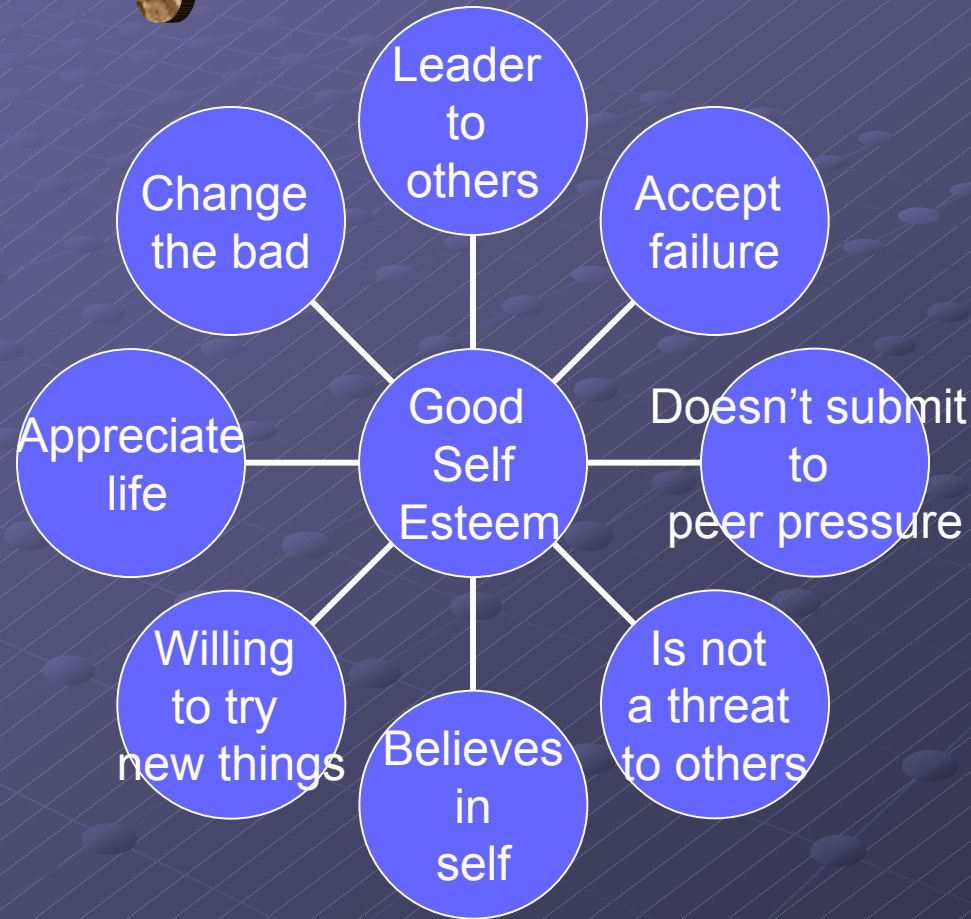 Leader
to
others
Accept
failure
Doesn’t submit
to
peer pressure
Is not
a threat
to others
Believes
in
self
Willing
to try
new things
Appreciate
life
Change
the bad
Good
Self
Esteem